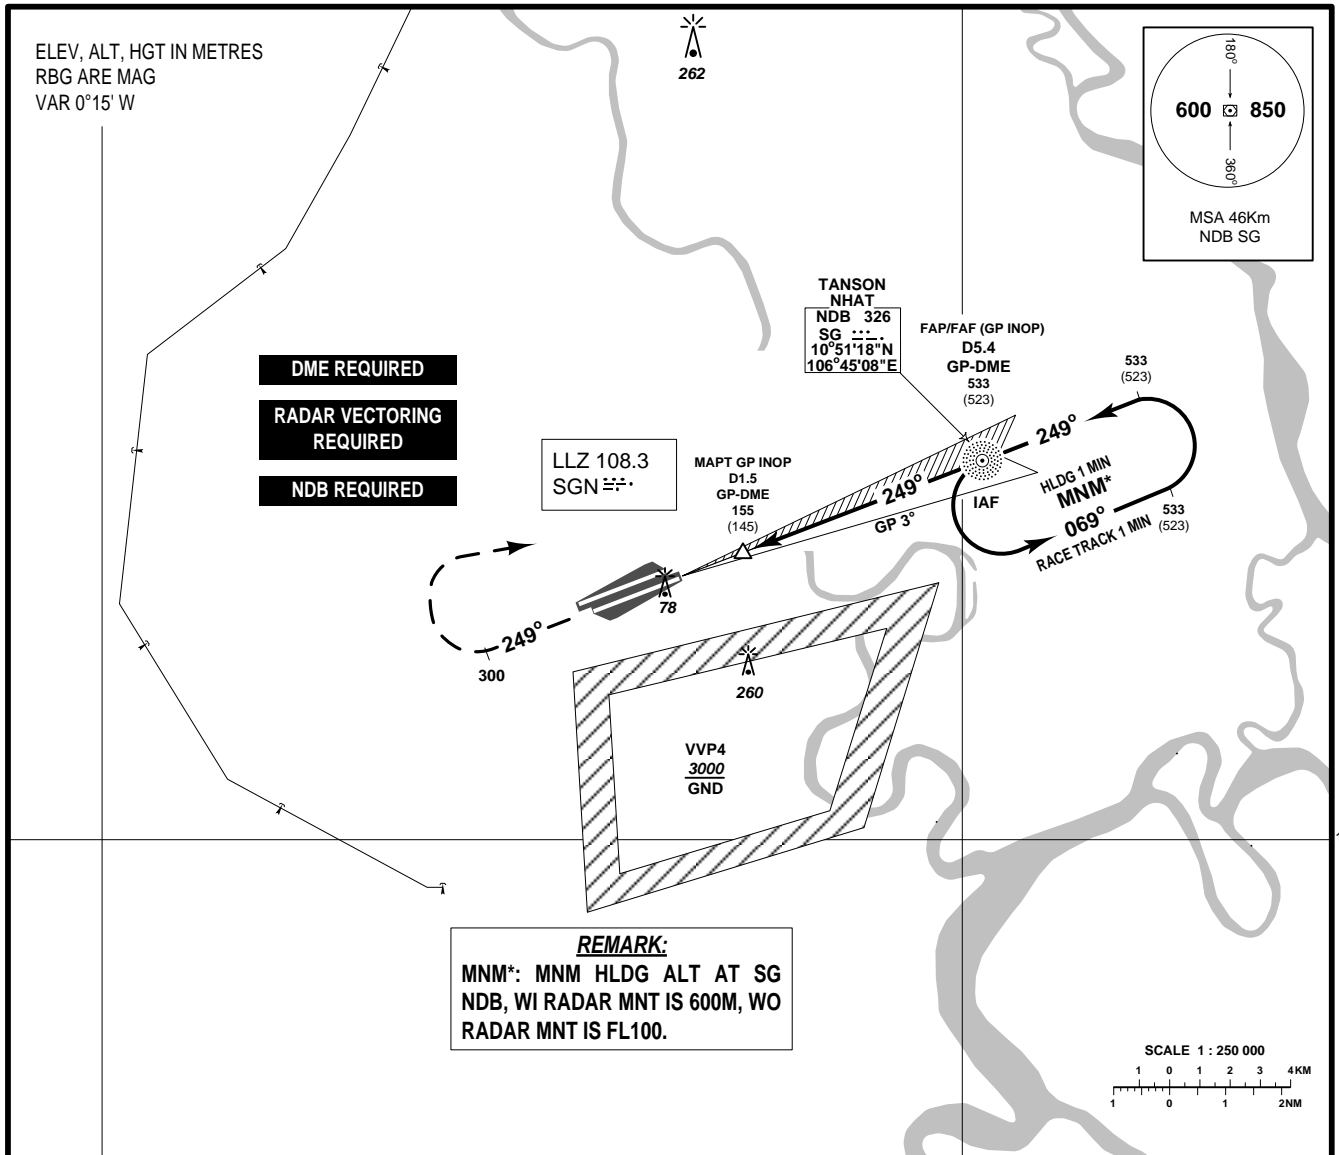 ELEV, ALT, HGT IN METRES
RBG ARE MAG
VAR 0°15' W
262
180°
600 850
360°
MSA 46Km
NDB SG
TANSON
NHAT
NDB 326
SG
10°51'18"N
106°45'08"E
FAP/FAF (GP INOP)
D5.4
GP-DME
533
(523)
533
(523)
DME REQUIRED
RADAR VECTORING
REQUIRED
NDB REQUIRED
LLZ 108.3
SGN
MAPT GP INOP
D1.5
GP-DME
155
(145)
249°
249°
GP 3°
IAF
HLDG 1 MIN
MNM*
069°
RACE TRACK 1 MIN
533
(523)
78
249°
300
260
VVP4
3000
GND
REMARK:
MNM*: MNM HLDG ALT AT SG
NDB, WI RADAR MNT IS 600M, WO
RADAR MNT IS FL100.
SCALE 1 : 250 000
1 0 1 2 3 4KM
1 0 1 2NM